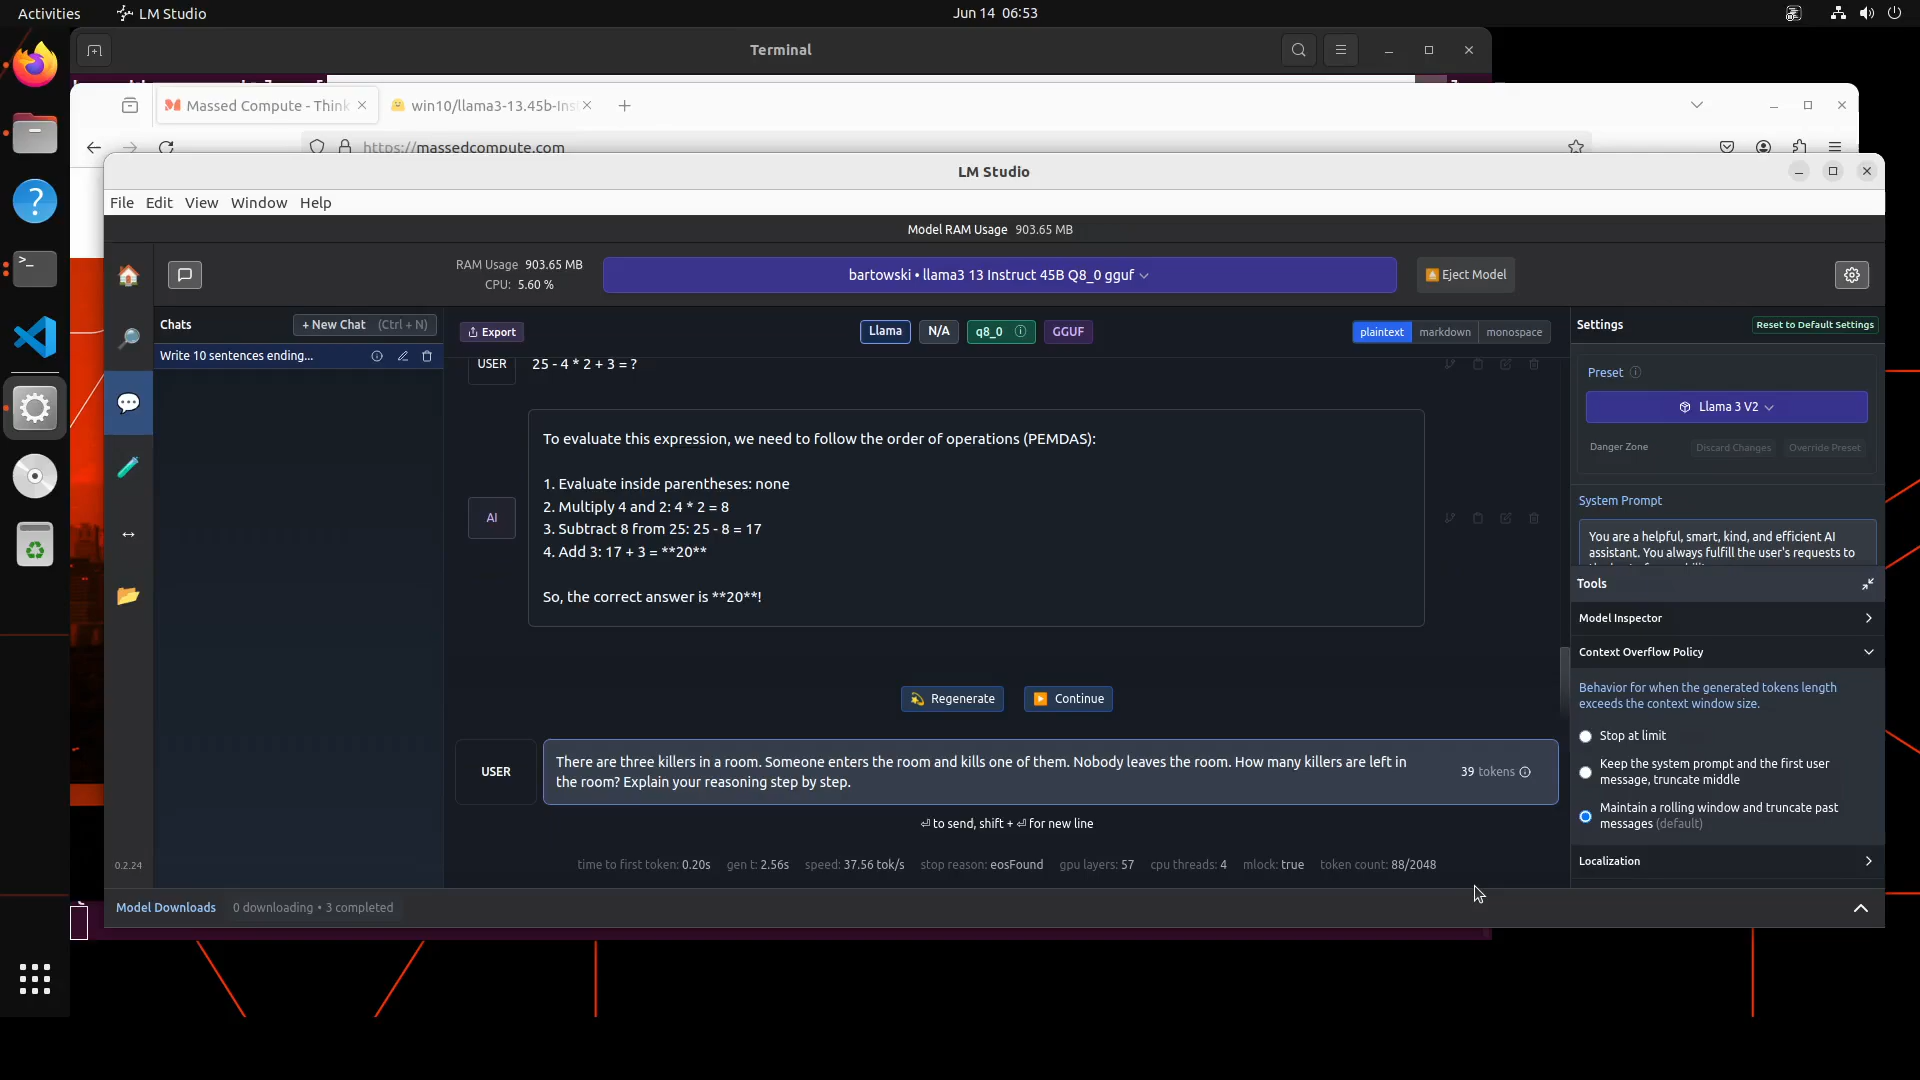 Activities LM Studio Jun 14 06:53
Terminal
Massed Compute - Think win10/llama3-13.45b-Ins
https://massedcompute.com
LM Studio
File Edit View Window Help
Model RAM Usage 903.65 MB
RAM Usage 903.65 MB
CPU: 5.60 %
bartowski • llama3 13 Instruct 45B Q8_0 gguf
Eject Model
Chats + New Chat (Ctrl + N)
Export Llama N/A q8_0 GGUF plaintext markdown monospace
Settings Reset to Default Settings
Write 10 sentences ending...
USER 25 - 4 * 2 + 3 = ?
AI
To evaluate this expression, we need to follow the order of operations (PEMDAS):
1. Evaluate inside parentheses: none
2. Multiply 4 and 2: 4 * 2 = 8
3. Subtract 8 from 25: 25 - 8 = 17
4. Add 3: 17 + 3 = **20**
So, the correct answer is **20**!
Regenerate Continue
USER
There are three killers in a room. Someone enters the room and kills one of them. Nobody leaves the room. How many killers are left in
the room? Explain your reasoning step by step.
39 tokens
⏎ to send, shift + ⏎ for new line
time to first token: 0.20s gen t: 2.56s speed: 37.56 tok/s stop reason: eosFound gpu layers: 57 cpu threads: 4 mlock: true token count: 88/2048
0.2.24
Model Downloads 0 downloading • 3 completed
Preset
Llama 3 V2
Danger Zone Discard Changes Override Preset
System Prompt
You are a helpful, smart, kind, and efficient AI
assistant. You always fulfill the user's requests to
Tools
Model Inspector
Context Overflow Policy
Behavior for when the generated tokens length
exceeds the context window size.
Stop at limit
Keep the system prompt and the first user
message, truncate middle
Maintain a rolling window and truncate past
messages (default)
Localization